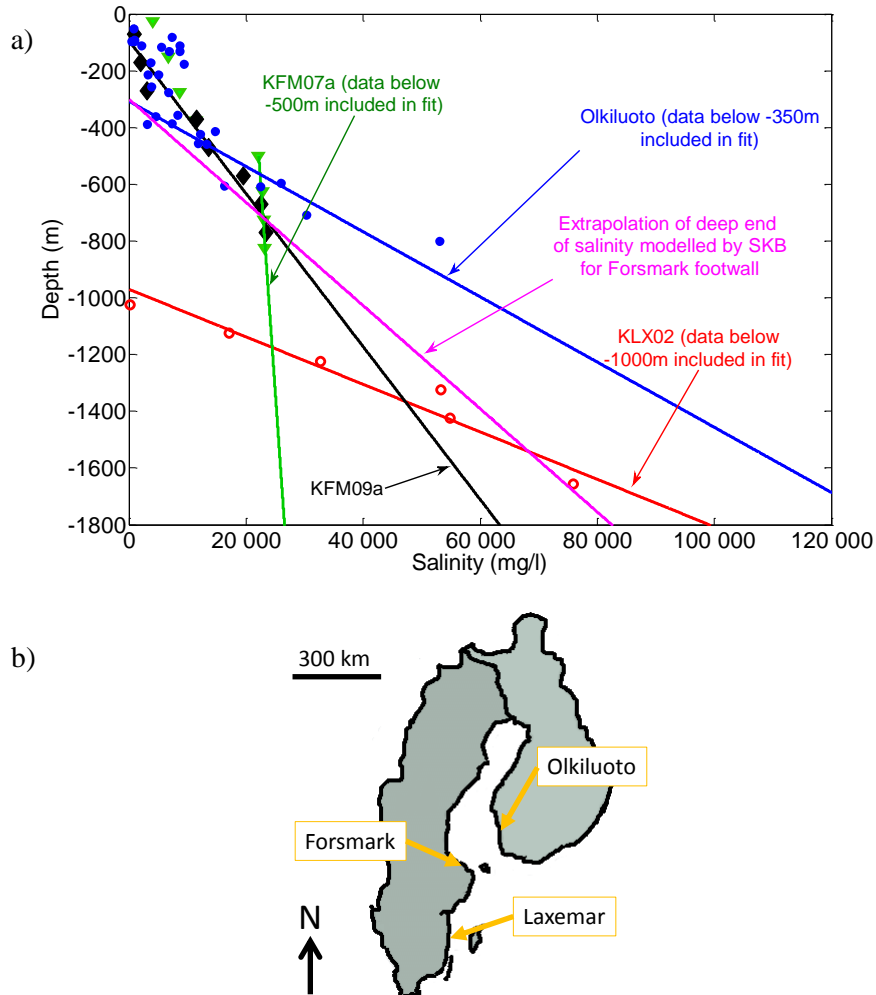 a)
0
-200
-400
-600
-800
-1000
-1200
-1400
-1600
-1800
Depth (m)
0
20 000
40 000
60 000
80 000
100 000
120 000
Salinity (mg/l)
KFM07a (data below
-500m included in fit)
Olkiluoto (data below -350m
included in fit)
Extrapolation of deep end
of salinity modelled by SKB
for Forsmark footwall
KLX02 (data below
-1000m included in fit)
KFM09a
b)
300 km
Olkiluoto
Forsmark
Laxemar
N